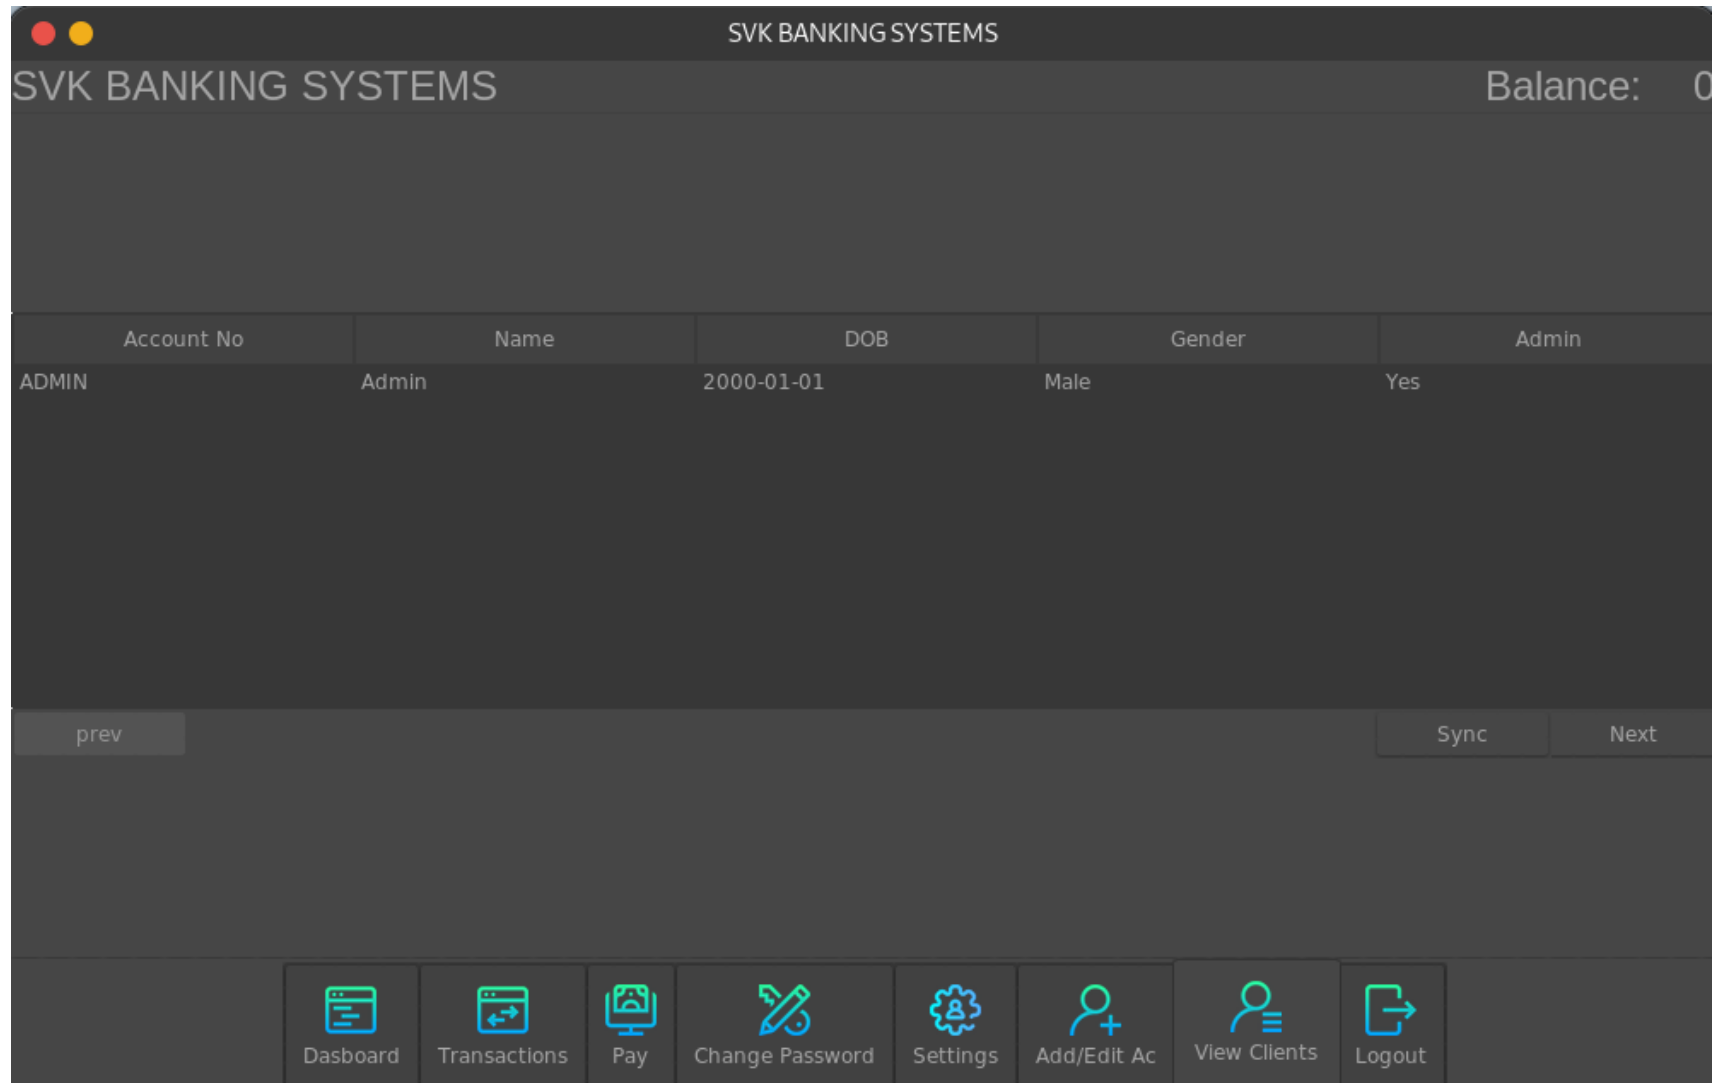 SVK BANKING SYSTEMS
SVK BANKING SYSTEMS Balance: 0
Account No Name DOB Gender Admin
ADMIN Admin 2000-01-01 Male Yes
prev Sync Next
Dasboard Transactions Pay Change Password Settings Add/Edit Ac View Clients Logout